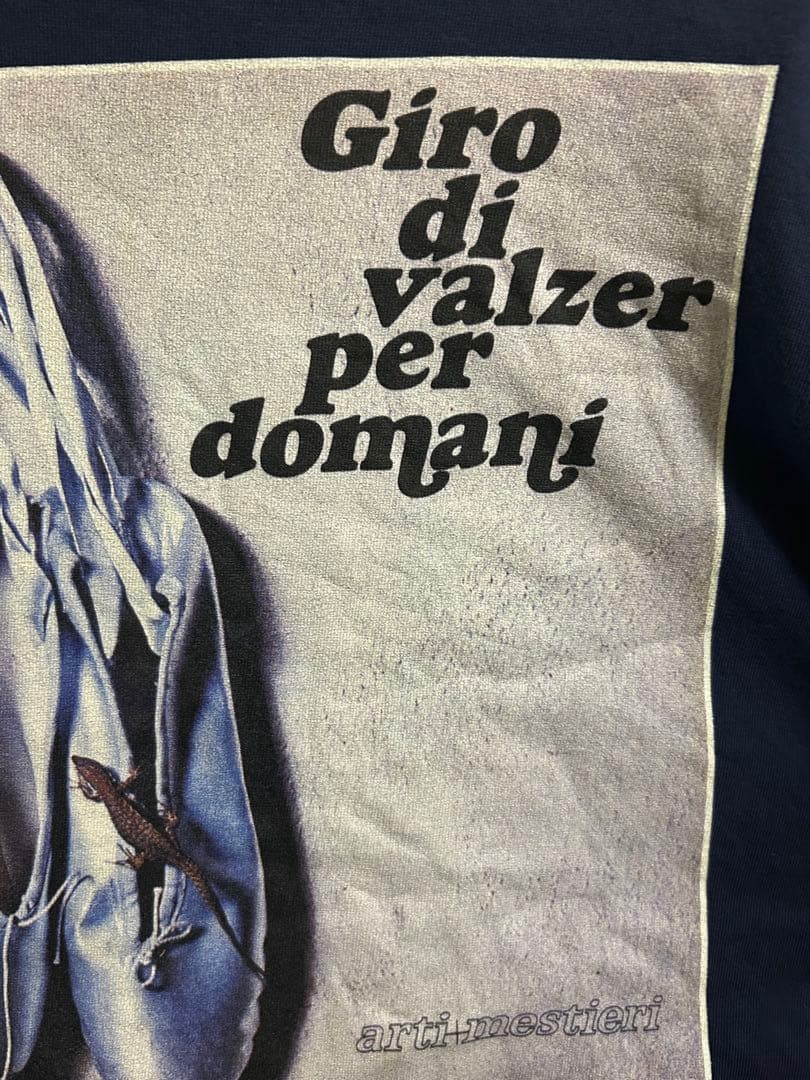 Giro
di
valzer
per
domani
arti+mestieri